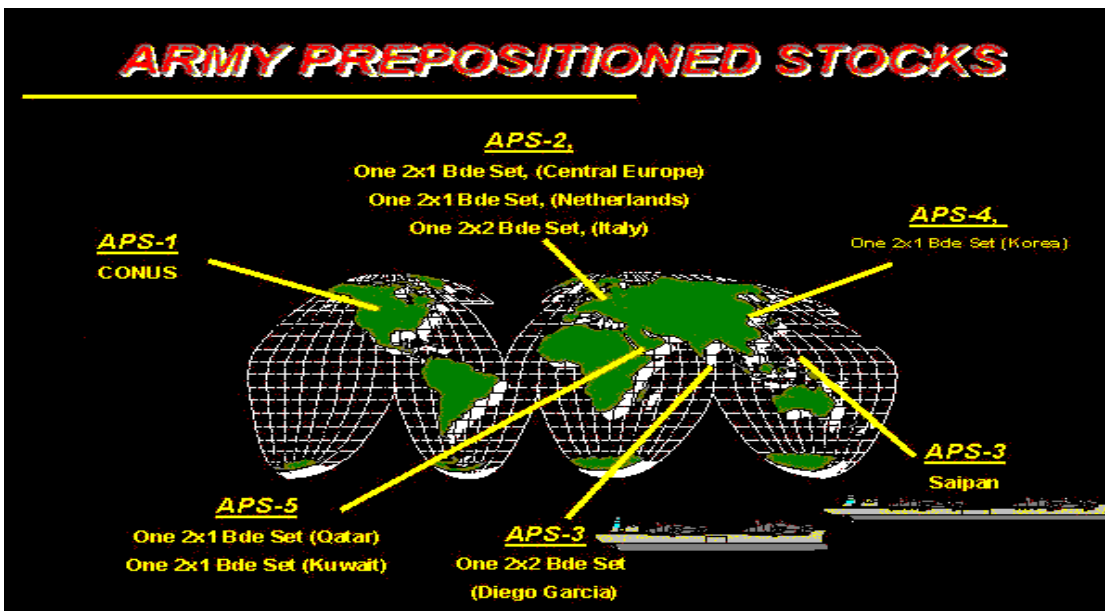 ARMY PREPOSITIONED STOCKS
APS-2,
One 2x1 Bde Set, (Central Europe)
One 2x1 Bde Set, (Netherlands)
One 2x2 Bde Set, (Italy)
APS-4,
One 2x1 Bde Set (Korea)
APS-1
CONUS
APS-3
Saipan
APS-5
One 2x1 Bde Set (Qatar)
One 2x1 Bde Set (Kuwait)
APS-3
One 2x2 Bde Set
(Diego Garcia)